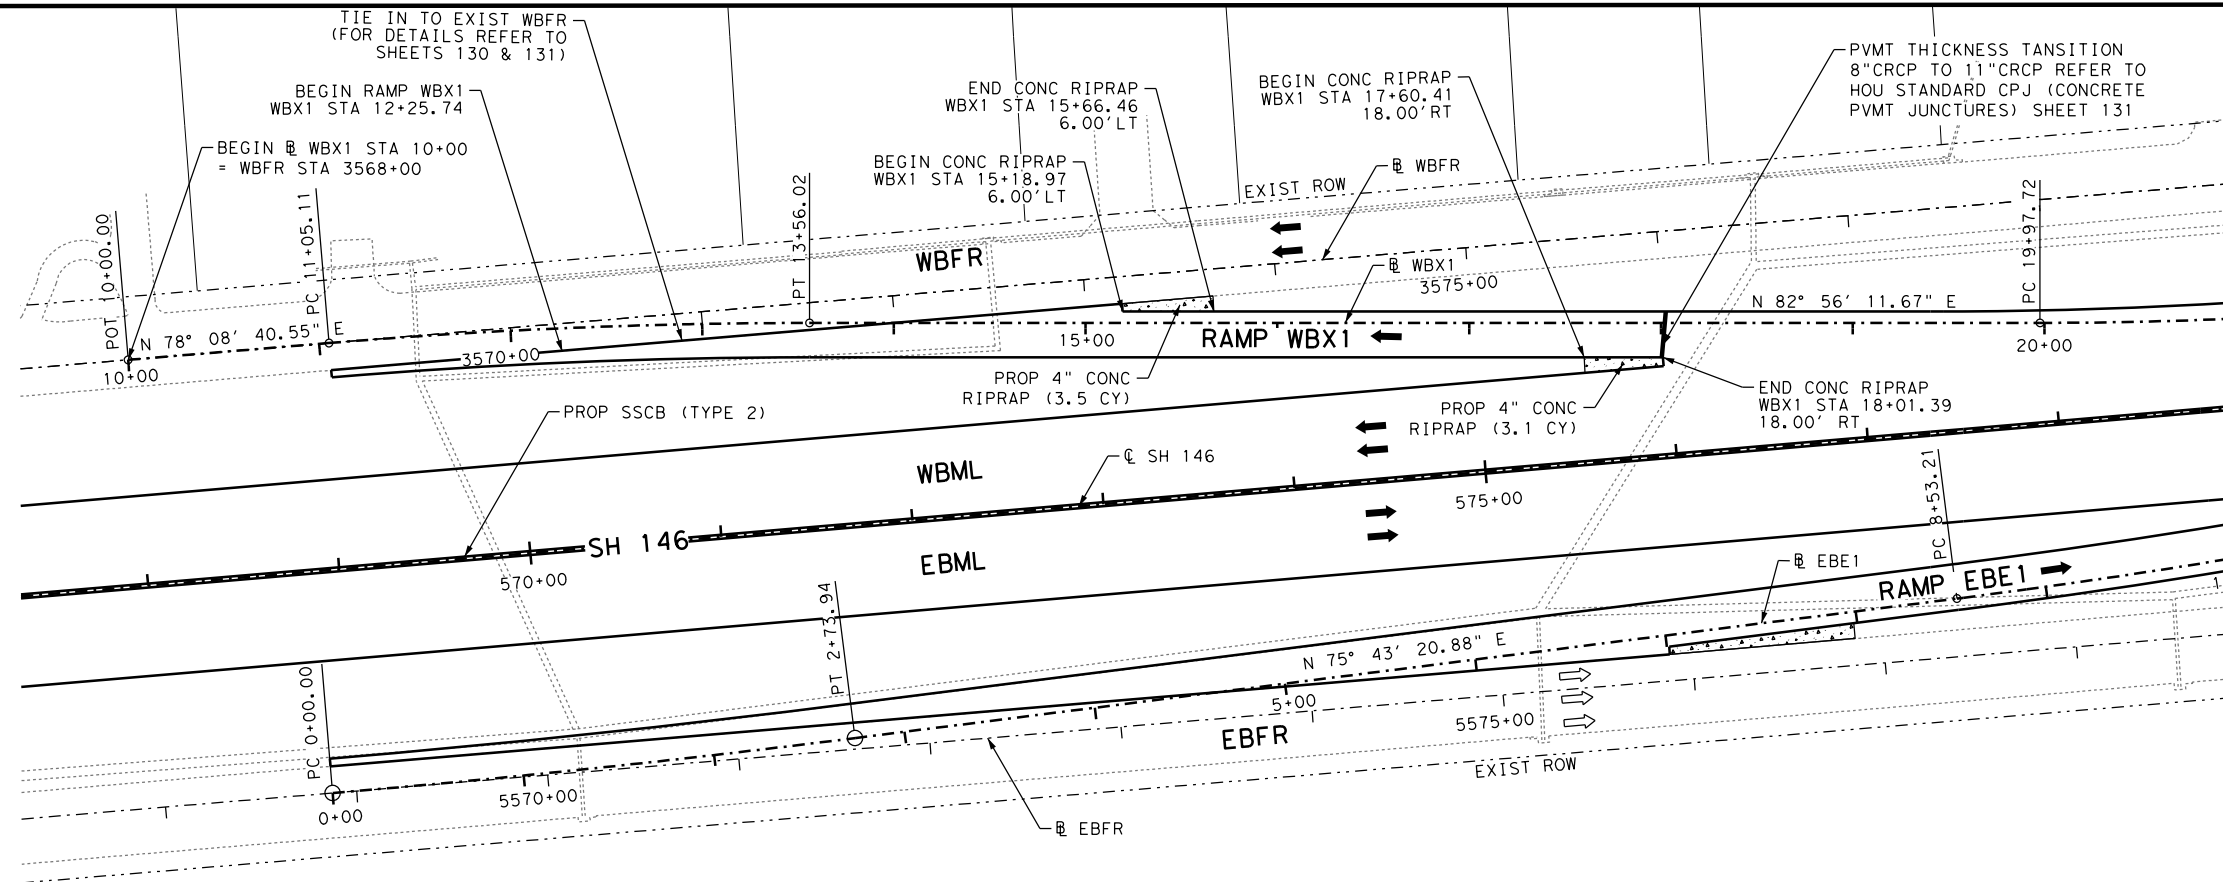 TIE IN TO EXIST WBFR
(FOR DETAILS REFER TO
SHEETS 130 & 131)
BEGIN RAMP WBX1
WBX1 STA 12+25.74
BEGIN ℄ WBX1 STA 10+00
= WBFR STA 3568+00
END CONC RIPRAP
WBX1 STA 15+66.46
6.00'LT
BEGIN CONC RIPRAP
WBX1 STA 15+18.97
6.00'LT
BEGIN CONC RIPRAP
WBX1 STA 17+60.41
18.00'RT
PVMT THICKNESS TANSITION
8"CRCP TO 11"CRCP REFER TO
HOU STANDARD CPJ (CONCRETE
PVMT JUNCTURES) SHEET 131
POT 10+00.00
PC 11+05.11
PT 13+56.02
EXIST ROW
BL WBFR
PC 19+97.72
WBFR
BL WBX1
3575+00
N 82° 56' 11.67" E
N 78° 08' 40.55" E
10+00
3570+00
15+00
RAMP WBX1
20+00
PROP 4" CONC
RIPRAP (3.5 CY)
PROP 4" CONC
RIPRAP (3.1 CY)
END CONC RIPRAP
WBX1 STA 18+01.39
18.00' RT
PROP SSCB (TYPE 2)
WBML
℄ SH 146
575+00
PC 8+53.21
SH 146
570+00
EBML
BL EBE1
RAMP EBE1
PT 2+73.94
N 75° 43' 20.88" E
PC 0+00.00
5+00
5575+00
EBFR
EXIST ROW
5570+00
0+00
BL EBFR